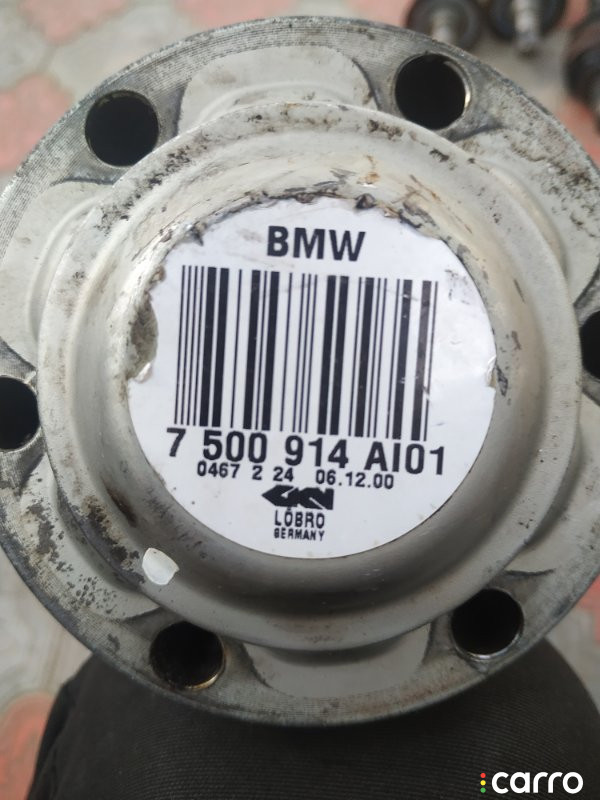 BMW
7 500 914 AI01
0467 2 24 06.12.00
GKN
LÖBRO
GERMANY
carro